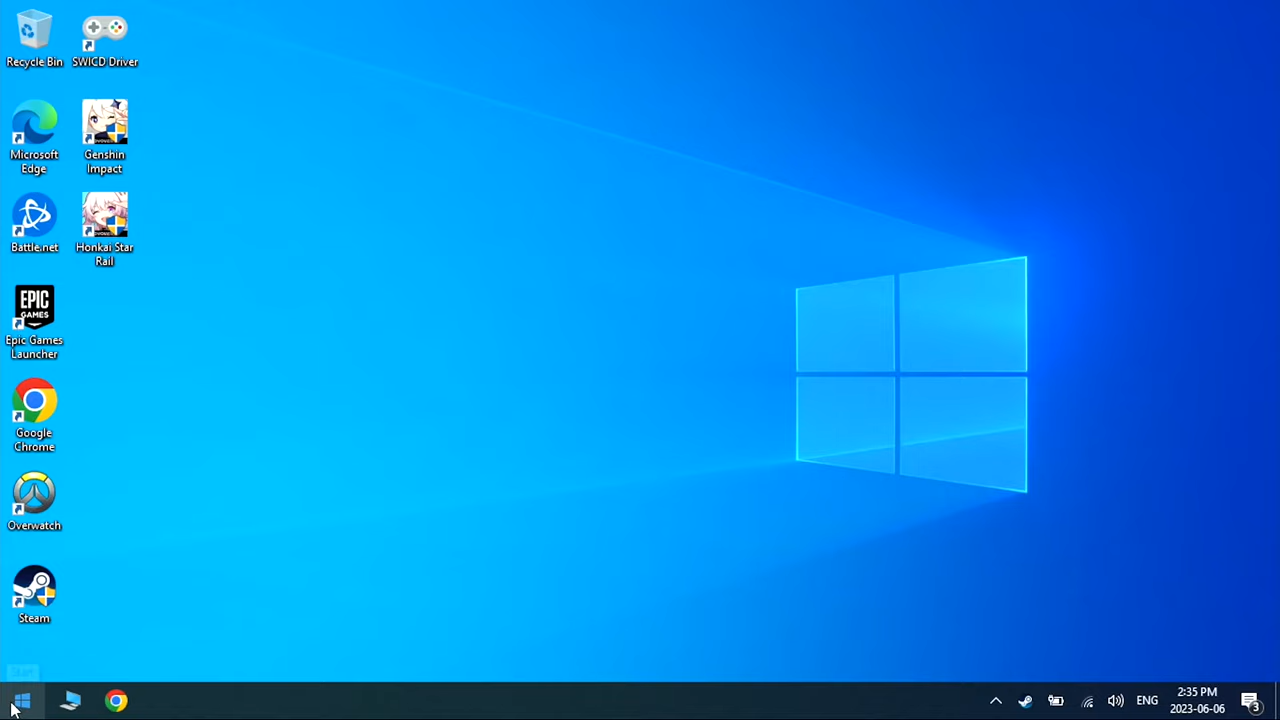 Recycle Bin
SWICD Driver
Microsoft
Edge
Genshin
Impact
Battle.net
Honkai Star
Rail
EPIC
GAMES
Epic Games
Launcher
Google
Chrome
Overwatch
Steam
Start
ENG
2:35 PM
2023-06-06
3